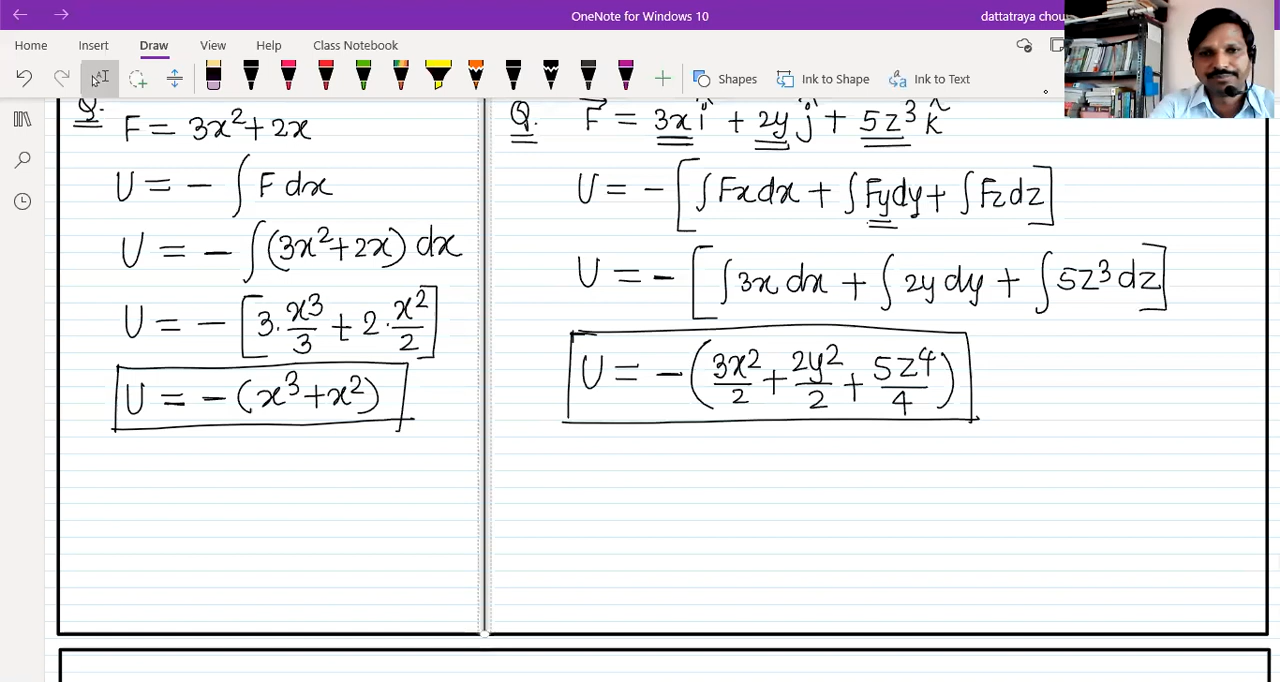 OneNote for Windows 10
dattatraya chou
Home Insert Draw View Help Class Notebook
Shapes Ink to Shape Ink to Text
Q.
F = 3x² + 2x
U = - ∫ F dx
U = - ∫ (3x² + 2x) dx
U = - [3·x³/3 + 2·x²/2]
U = - (x³ + x²)
Q. F⃗ = 3x î + 2y ĵ + 5z³ k̂
U = - [∫ Fx dx + ∫ Fy dy + ∫ Fz dz]
U = - [∫ 3x dx + ∫ 2y dy + ∫ 5z³ dz]
U = - (3x²/2 + 2y²/2 + 5z⁴/4)